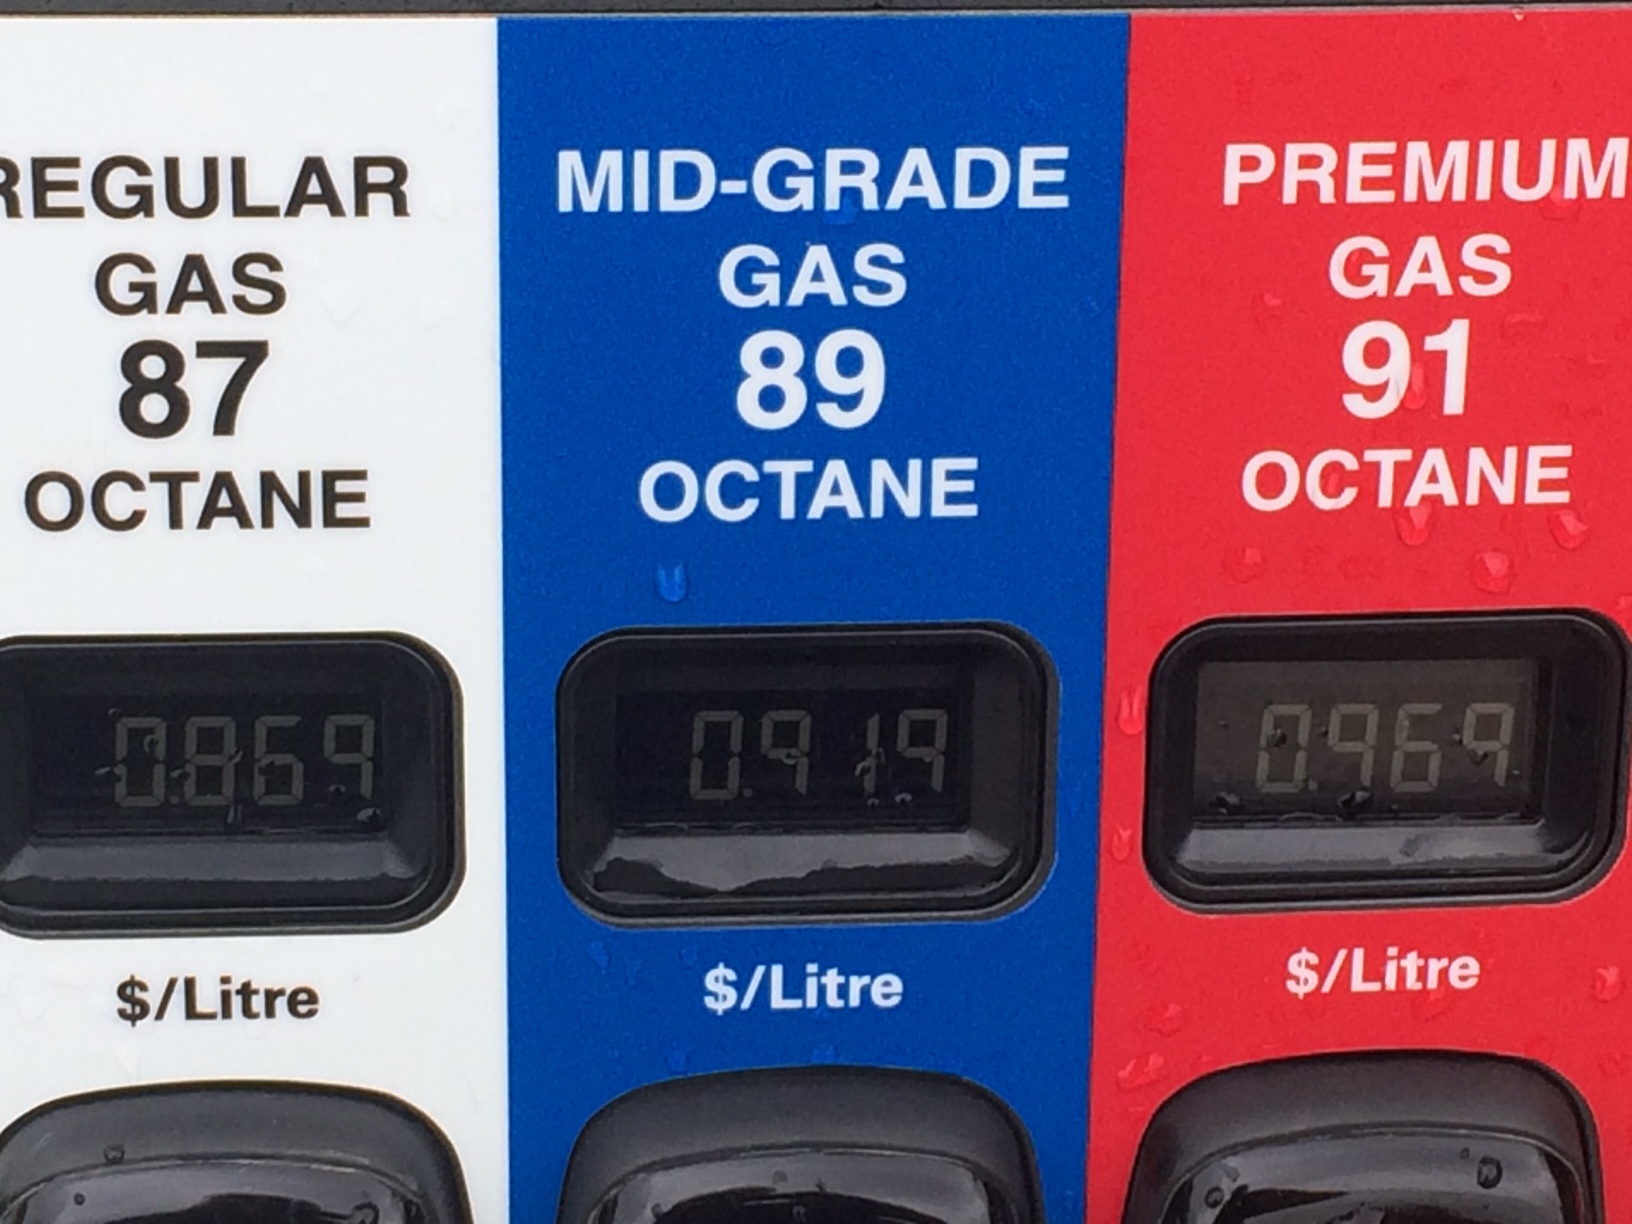 REGULAR
GAS
87
OCTANE
0.869
$/Litre
MID-GRADE
GAS
89
OCTANE
0.919
$/Litre
PREMIUM
GAS
91
OCTANE
0.969
$/Litre